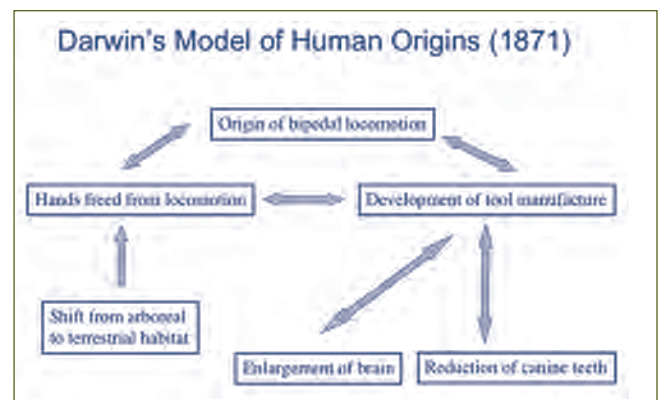 Darwin's Model of Human Origins (1871)
Origin of bipedal locomotion
Hands freed from locomotion
Development of tool manufacture
Shift from arboreal
to terrestrial habitat
Enlargement of brain
Reduction of canine teeth